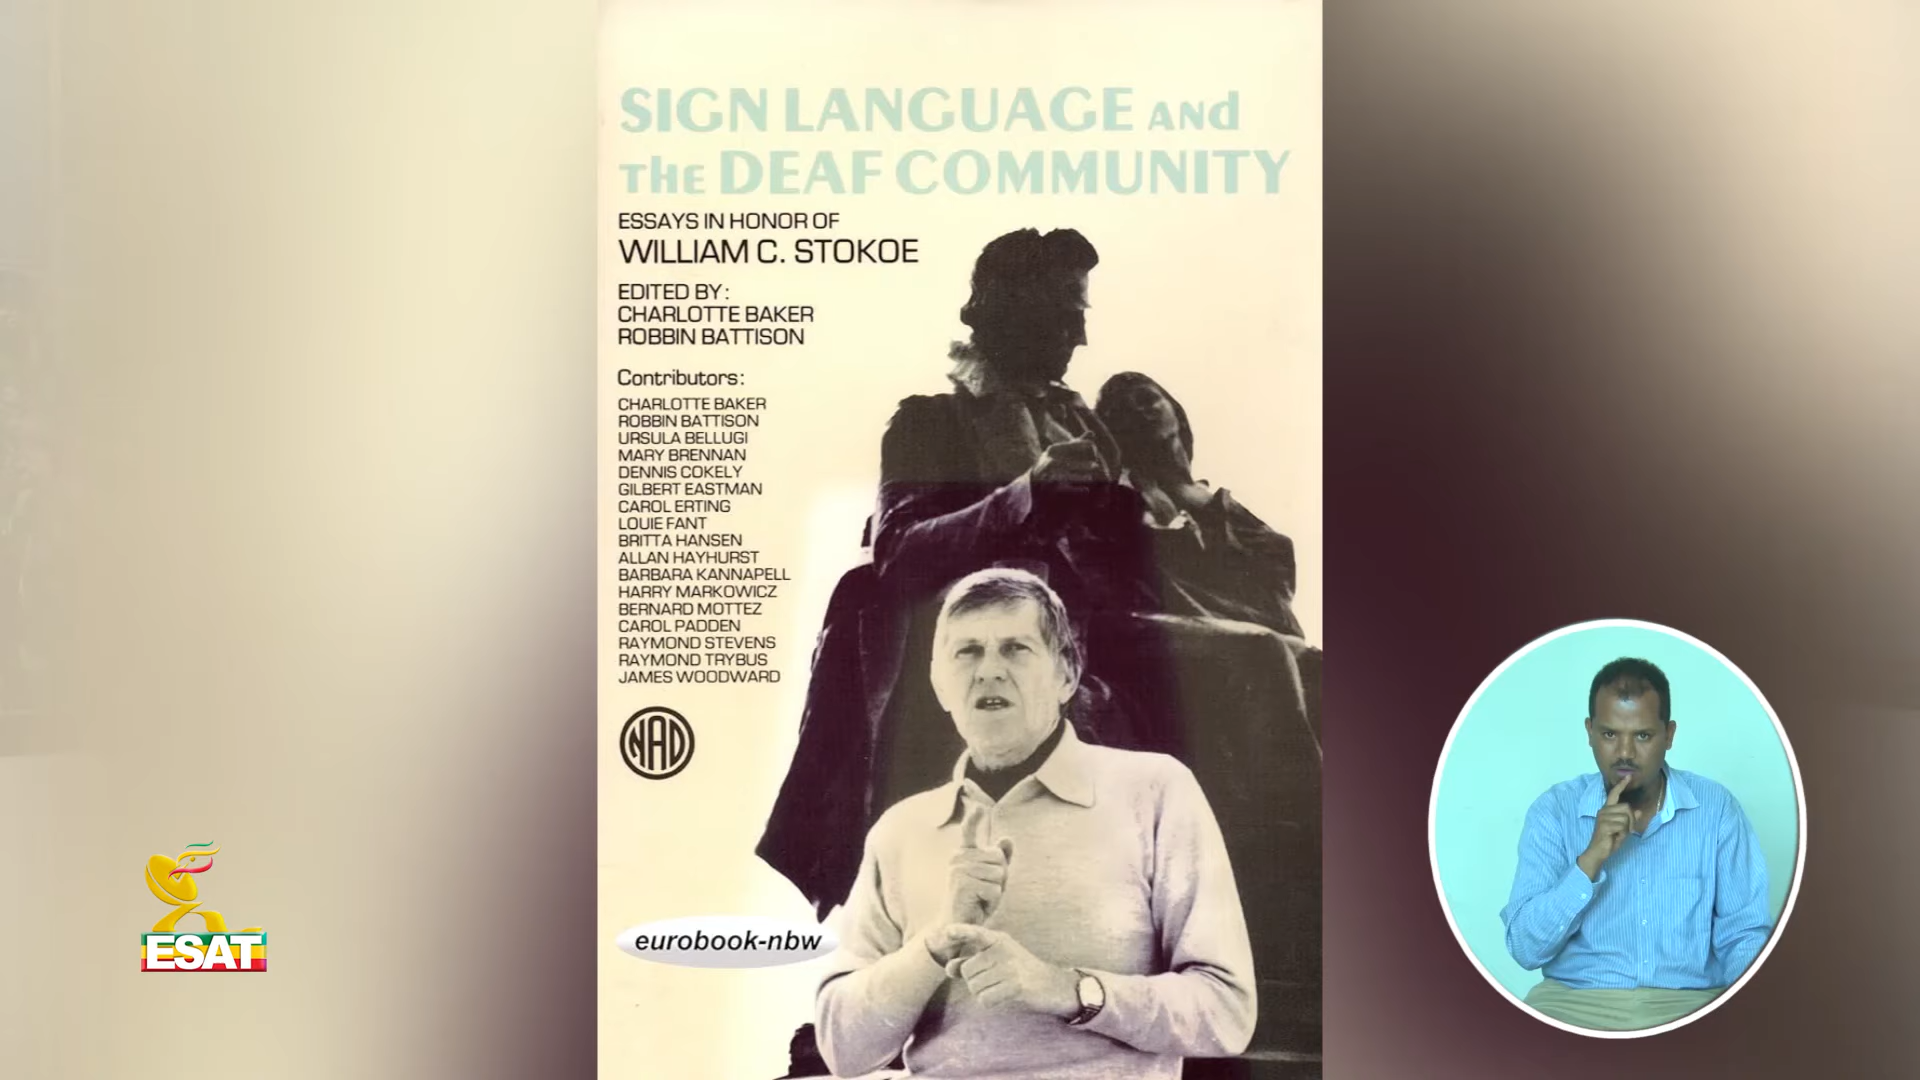 SIGN LANGUAGE AND
THE DEAF COMMUNITY
ESSAYS IN HONOR OF
WILLIAM C. STOKOE
EDITED BY:
CHARLOTTE BAKER
ROBBIN BATTISON
Contributors:
CHARLOTTE BAKER
ROBBIN BATTISON
URSULA BELLUGI
MARY BRENNAN
DENNIS COKELY
GILBERT EASTMAN
CAROL ERTING
LOUIE FANT
BRITTA HANSEN
ALLAN HAYHURST
BARBARA KANNAPELL
HARRY MARKOWICZ
BERNARD MOTTEZ
CAROL PADDEN
RAYMOND STEVENS
RAYMOND TRYBUS
JAMES WOODWARD
NAD
eurobook-nbw
ESAT